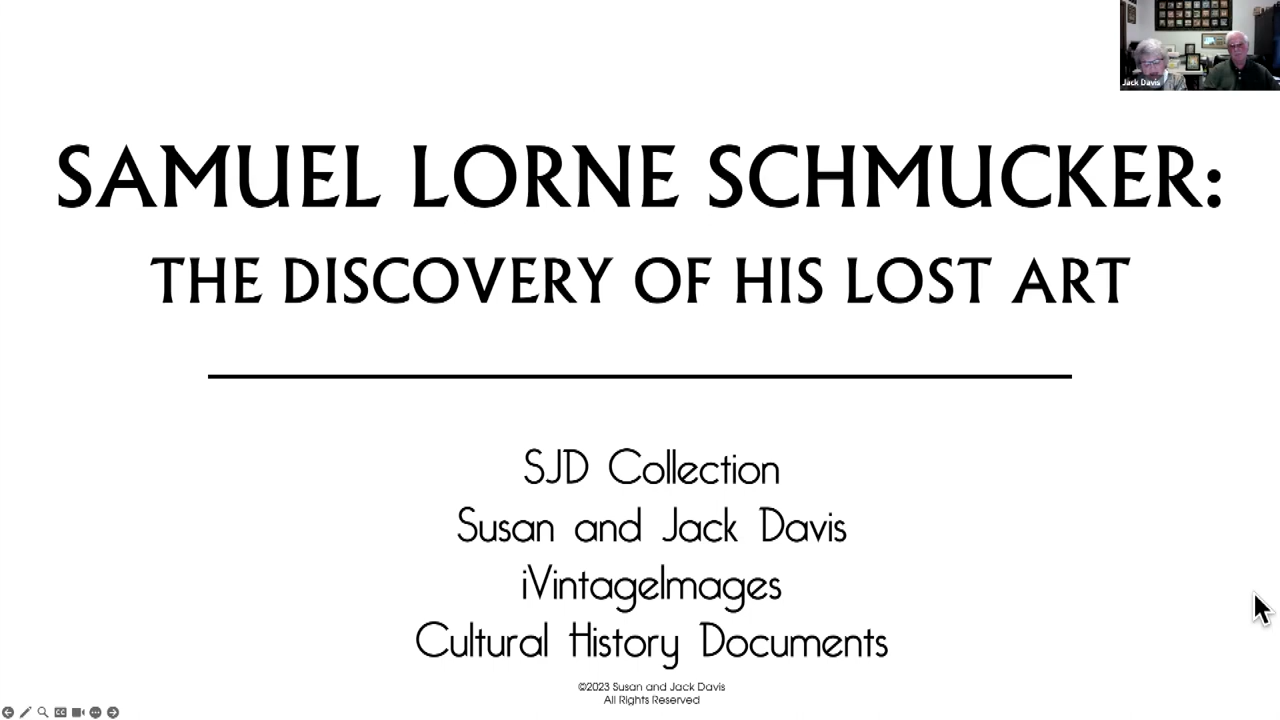 Jack Davis
SAMUEL LORNE SCHMUCKER:
THE DISCOVERY OF HIS LOST ART
SJD Collection
Susan and Jack Davis
iVintageImages
Cultural History Documents
©2023 Susan and Jack Davis
All Rights Reserved
CC